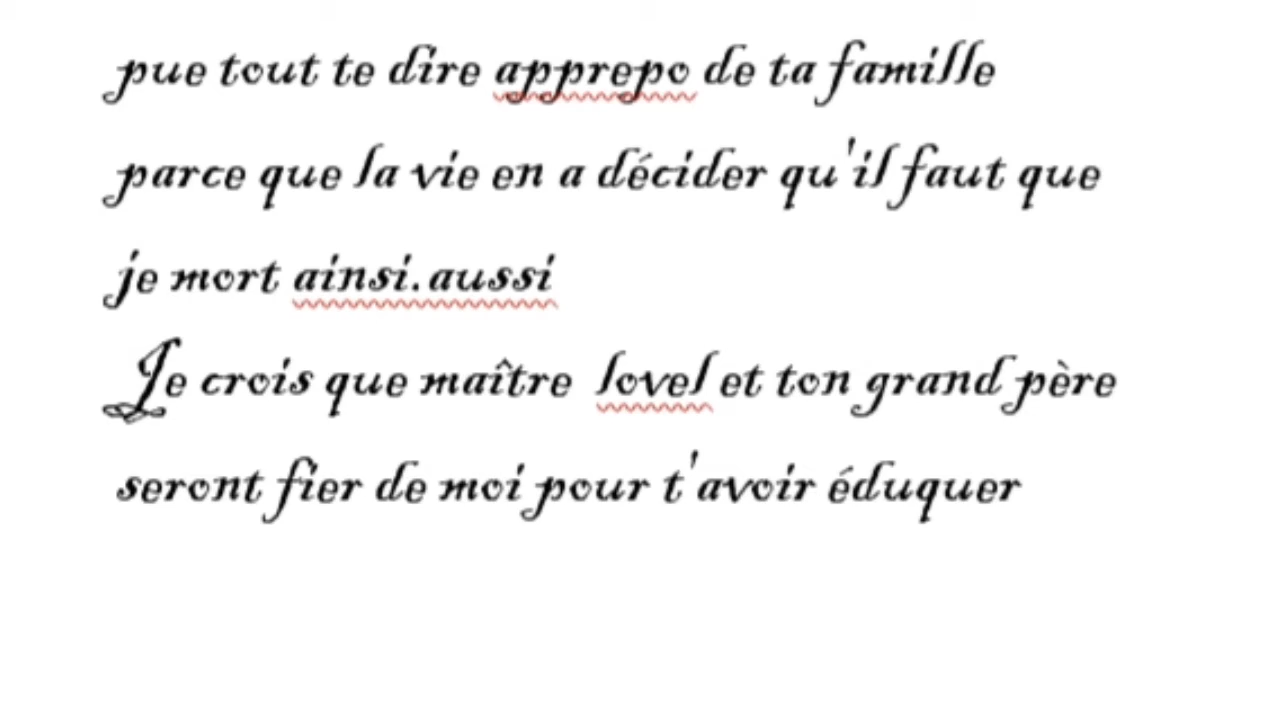 pue tout te dire apprepo de ta famille
parce que la vie en a décider qu'il faut que
je mort ainsi.aussi
Je crois que maître lovel et ton grand père
seront fier de moi pour t'avoir éduquer